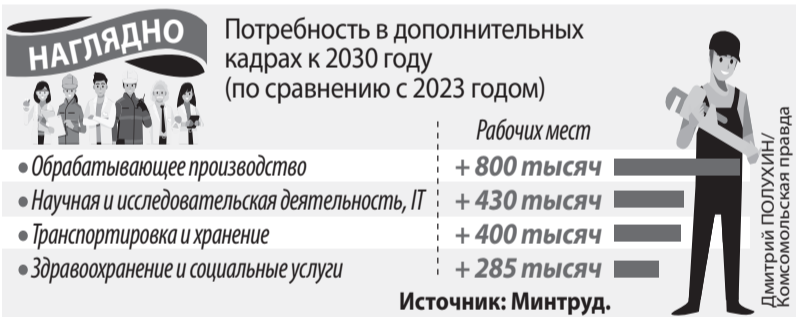 НАГЛЯДНО
Потребность в дополнительных
кадрах к 2030 году
(по сравнению с 2023 годом)
Рабочих мест
• Обрабатывающее производство + 800 тысяч
• Научная и исследовательская деятельность, IT + 430 тысяч
• Транспортировка и хранение + 400 тысяч
• Здравоохранение и социальные услуги + 285 тысяч
Источник: Минтруд.
Дмитрий ПОЛУХИН/
Комсомольская правда